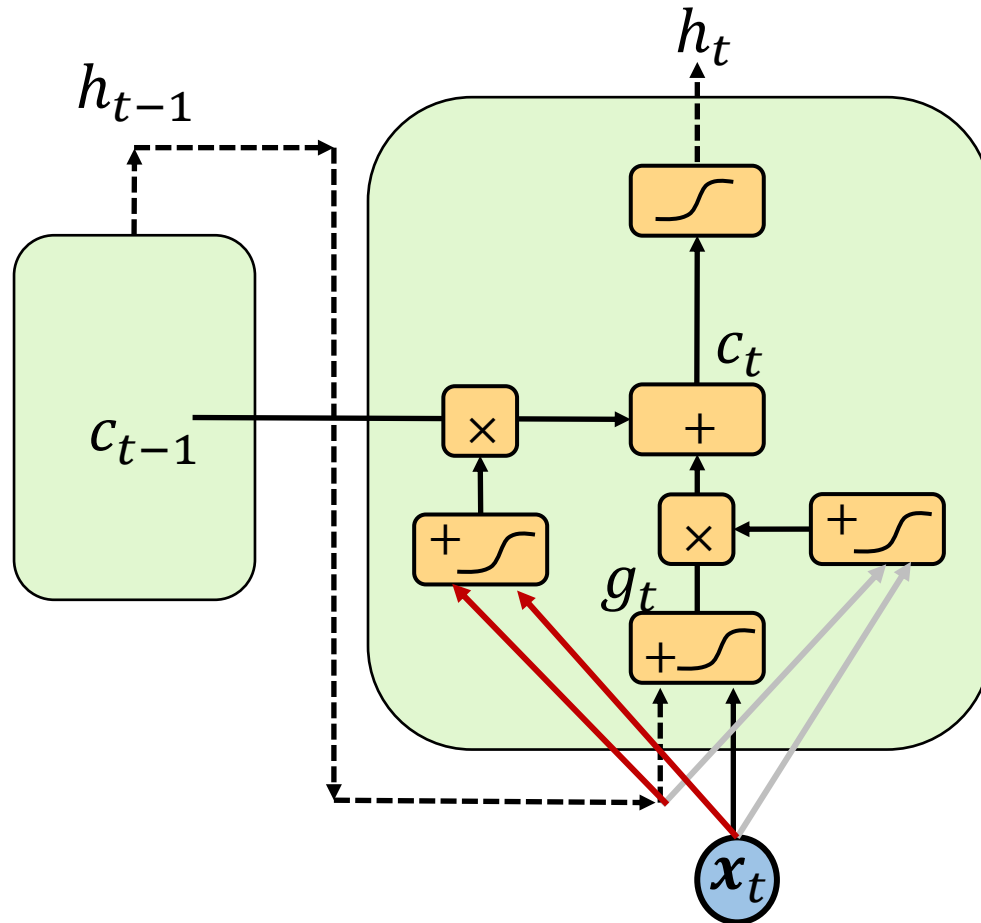 h_t
h_{t−1}
c_t
×
+
c_{t−1}
+
×
+
g_t
+
x_t